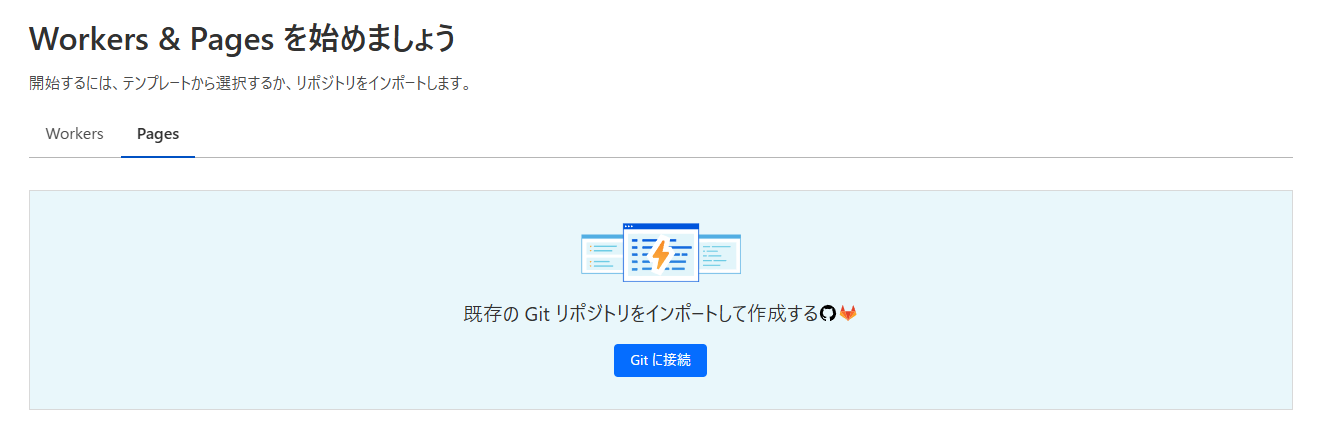 Workers & Pages を始めましょう
開始するには、テンプレートから選択するか、リポジトリをインポートします。
Workers
Pages
既存の Git リポジトリをインポートして作成する
Git に接続